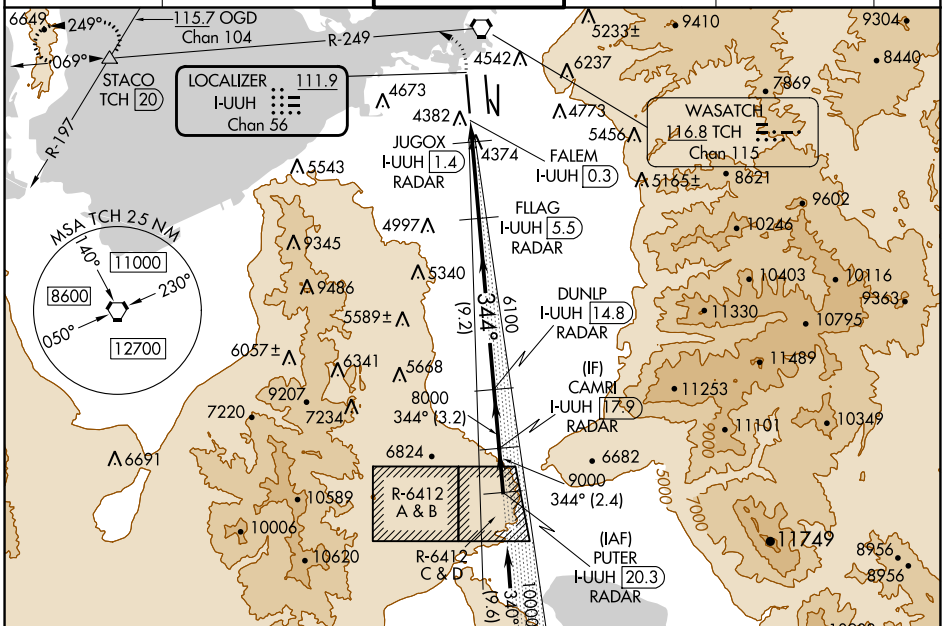 6649
249°
069°
115.7 OGD
Chan 104
R-249
STACO
TCH 20
R-197
LOCALIZER 111.9
I-UUH
Chan 56
4542
5233±
9410
9304
8440
6237
7869
4673
4382
4773
5456
WASATCH
116.8 TCH
Chan 115
JUGOX
I-UUH 1.4
RADAR
4374
FALEM
I-UUH 0.3
5543
5165±
8621
9602
MSA TCH 25 NM
140°
11000
8600
230°
050°
12700
9345
9486
4997
FLLAG
I-UUH 5.5
RADAR
10246
5340
10403
10116
9363
5589±
344°
(9.2)
6100
DUNLP
I-UUH 14.8
RADAR
11330
10795
6057±
6341
5668
11489
(IF)
CAMRI
I-UUH 17.9
RADAR
9207
7220
7234
8000
344° (3.2)
11253
11101
10349
9000
6691
6824
6682
9000
344° (2.4)
5000
7000
R-6412
A & B
10589
10006
10620
R-6412
C & D
(IAF)
PUTER
I-UUH 20.3
RADAR
11749
8956
8956
340°
(9.6)
10000